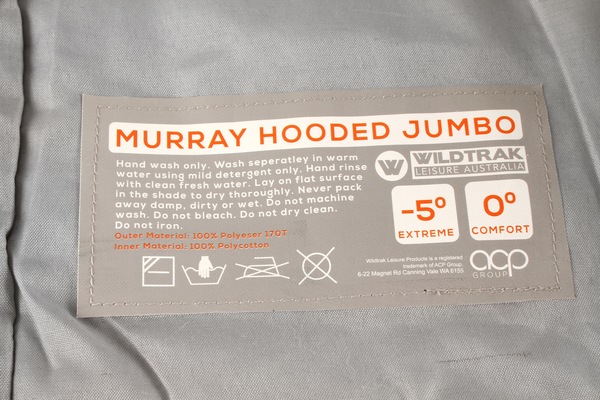 MURRAY HOODED JUMBO
Hand wash only. Wash seperatley in warm
water using mild detergent only. Hand rinse
with clean fresh water. Lay on flat surface
in the shade to dry thoroughly. Never pack
away damp, dirty or wet. Do not machine
wash. Do not bleach. Do not dry clean.
Do not iron.
Outer Material: 100% Polyeser 170T
Inner Material: 100% Polycotton
W WILDTRAK
LEISURE AUSTRALIA
-5° 0°
EXTREME COMFORT
Wildtrak Leisure Products is a registered
trademark of ACP Group
6-22 Magnet Rd Canning Vale WA 6155
acp
GROUP